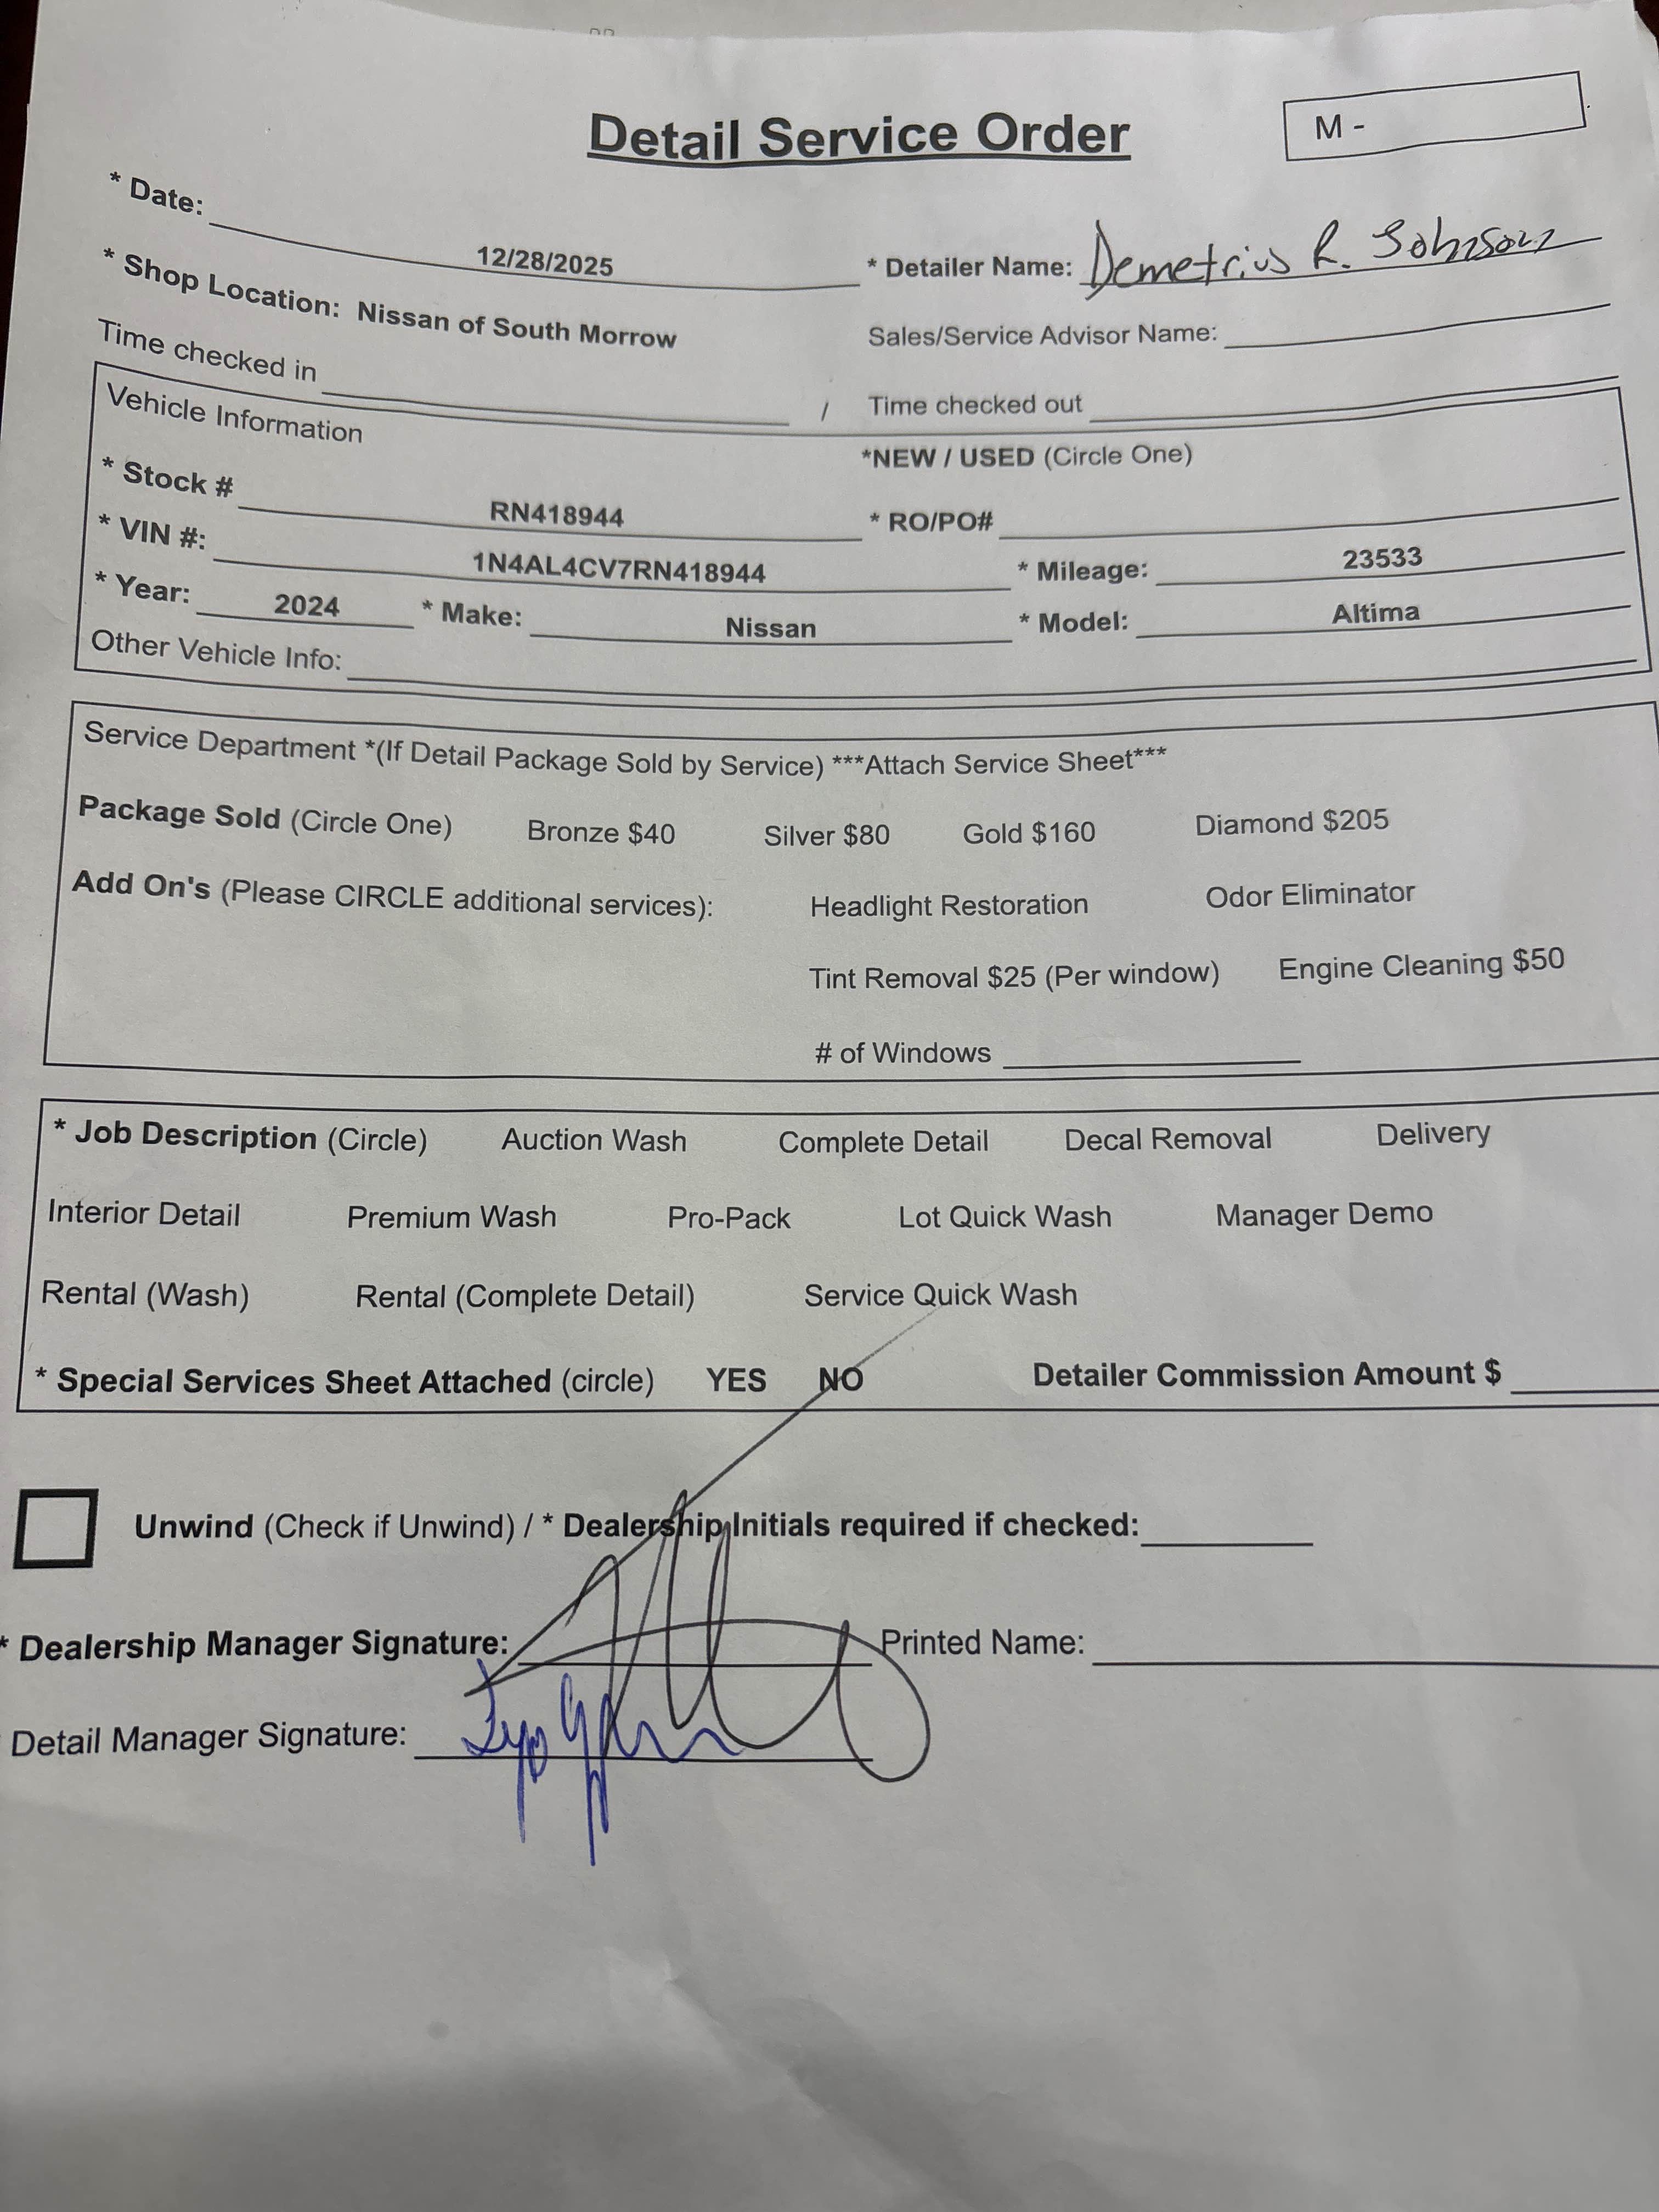 Detail Service Order
M -
* Date: 12/28/2025 * Detailer Name: Demetrius R. Johnson
* Shop Location: Nissan of South Morrow Sales/Service Advisor Name:
Time checked in / Time checked out
Vehicle Information *NEW / USED (Circle One)
* Stock # RN418944 * RO/PO#
* VIN #: 1N4AL4CV7RN418944 * Mileage: 23533
* Year: 2024 * Make: Nissan * Model: Altima
Other Vehicle Info:
Service Department *(If Detail Package Sold by Service) ***Attach Service Sheet***
Package Sold (Circle One) Bronze $40 Silver $80 Gold $160 Diamond $205
Add On's (Please CIRCLE additional services): Headlight Restoration Odor Eliminator
Tint Removal $25 (Per window) Engine Cleaning $50
# of Windows
* Job Description (Circle) Auction Wash Complete Detail Decal Removal Delivery
Interior Detail Premium Wash Pro-Pack Lot Quick Wash Manager Demo
Rental (Wash) Rental (Complete Detail) Service Quick Wash
* Special Services Sheet Attached (circle) YES NO Detailer Commission Amount $
Unwind (Check if Unwind) / * Dealership Initials required if checked:
* Dealership Manager Signature: Printed Name:
Detail Manager Signature: